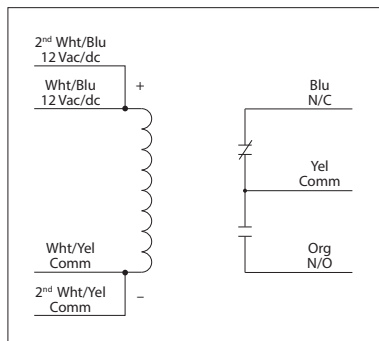 2nd Wht/Blu
12 Vac/dc
+
Wht/Blu
12 Vac/dc
Wht/Yel
Comm
2nd Wht/Yel
Comm
–
Blu
N/C
Yel
Comm
Org
N/O